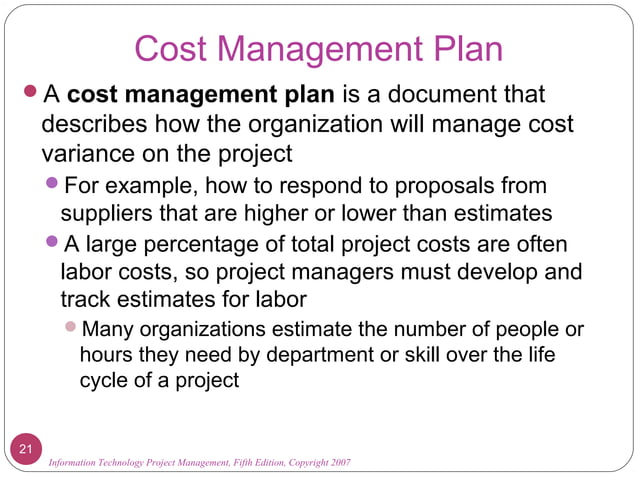 Cost Management Plan
A cost management plan is a document that
describes how the organization will manage cost
variance on the project
For example, how to respond to proposals from
suppliers that are higher or lower than estimates
A large percentage of total project costs are often
labor costs, so project managers must develop and
track estimates for labor
Many organizations estimate the number of people or
hours they need by department or skill over the life
cycle of a project
21
Information Technology Project Management, Fifth Edition, Copyright 2007